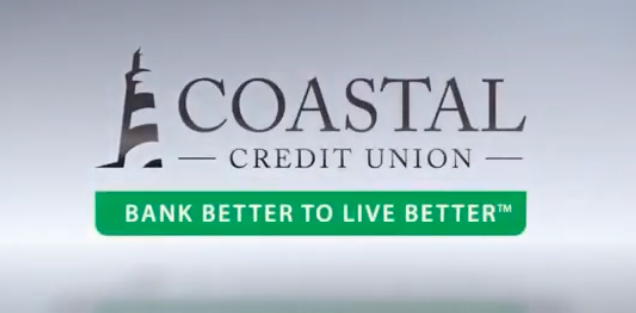 COASTAL
— CREDIT UNION —
BANK BETTER TO LIVE BETTER™